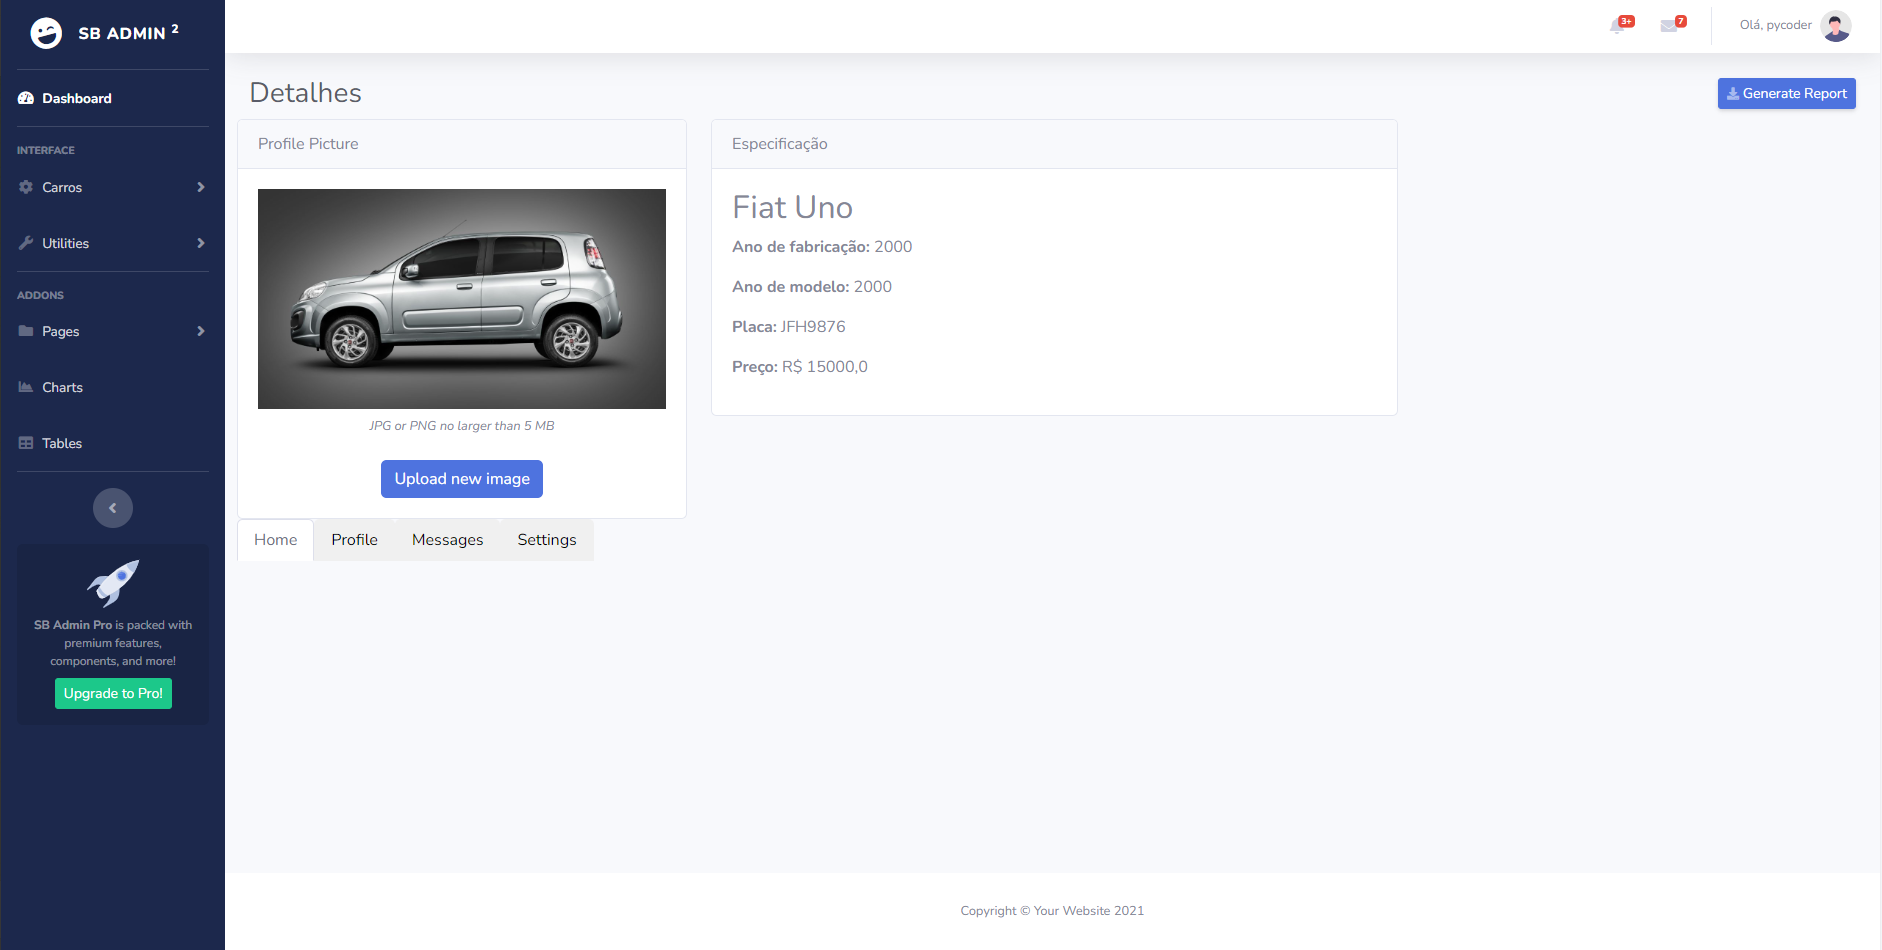 SB ADMIN 2
Dashboard
INTERFACE
Carros
Utilities
ADDONS
Pages
Charts
Tables
SB Admin Pro is packed with
premium features,
components, and more!
Upgrade to Pro!
3+
7
Olá, pycoder
Detalhes
Generate Report
Profile Picture
JPG or PNG no larger than 5 MB
Upload new image
Especificação
Fiat Uno
Ano de fabricação: 2000
Ano de modelo: 2000
Placa: JFH9876
Preço: R$ 15000,0
Home
Profile
Messages
Settings
Copyright © Your Website 2021